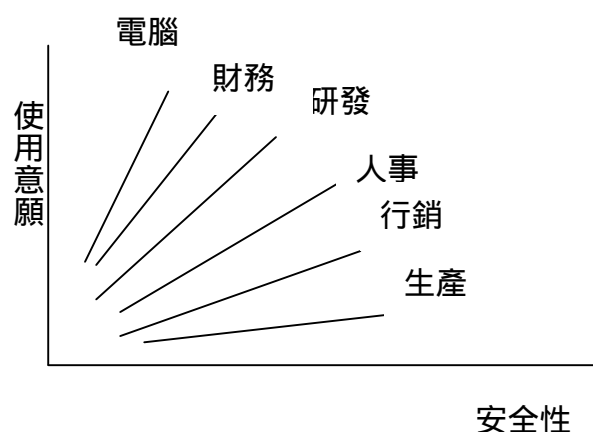 電腦
財務
研發
使用意願
人事
行銷
生產
安全性